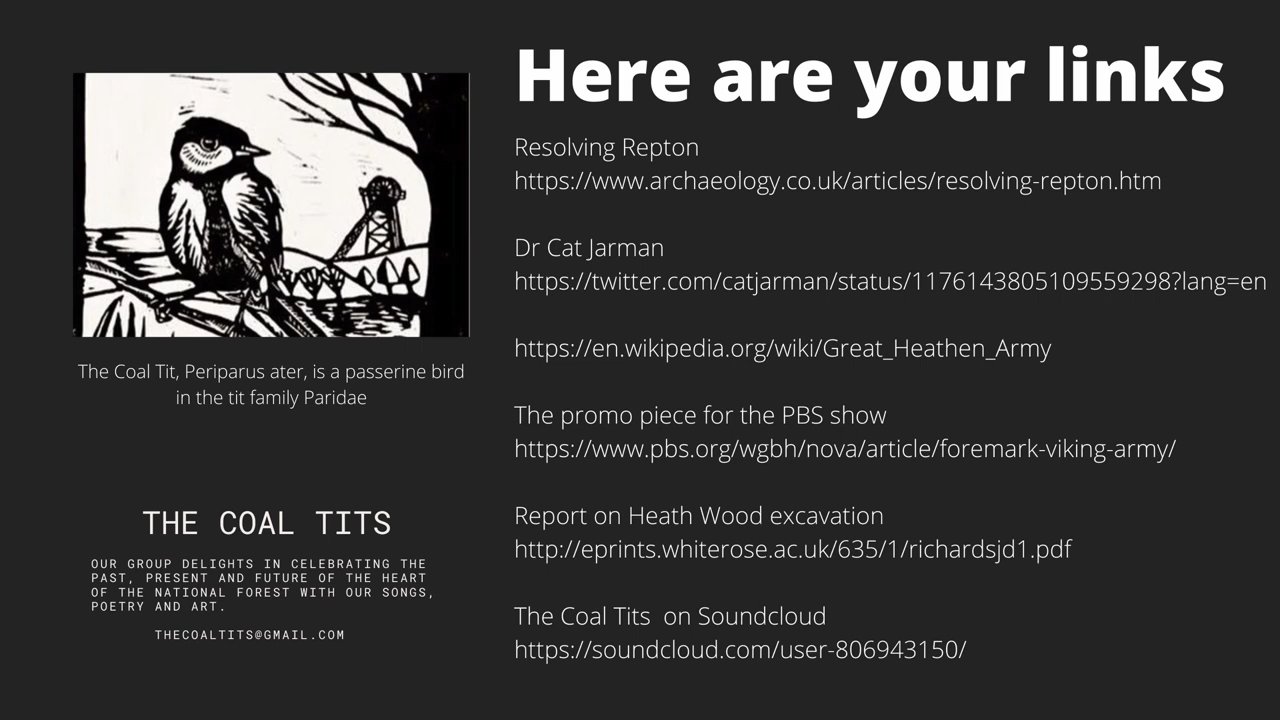 Here are your links
Resolving Repton
https://www.archaeology.co.uk/articles/resolving-repton.htm
Dr Cat Jarman
https://twitter.com/catjarman/status/1176143805109559298?lang=en
https://en.wikipedia.org/wiki/Great_Heathen_Army
The promo piece for the PBS show
https://www.pbs.org/wgbh/nova/article/foremark-viking-army/
Report on Heath Wood excavation
http://eprints.whiterose.ac.uk/635/1/richardsjd1.pdf
The Coal Tits  on Soundcloud
https://soundcloud.com/user-806943150/
The Coal Tit, Periparus ater, is a passerine bird
in the tit family Paridae
THE COAL TITS
OUR GROUP DELIGHTS IN CELEBRATING THE
PAST, PRESENT AND FUTURE OF THE HEART
OF THE NATIONAL FOREST WITH OUR SONGS,
POETRY AND ART.
THECOALTITS@GMAIL.COM